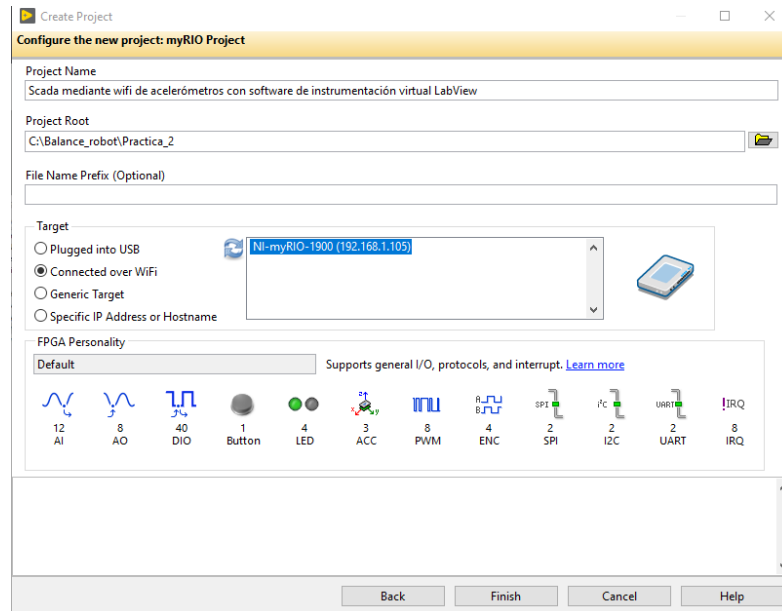 Create Project
Configure the new project: myRIO Project
Project Name
Scada mediante wifi de acelerómetros con software de instrumentación virtual LabView
Project Root
C:\Balance_robot\Practica_2
File Name Prefix (Optional)
Target
Plugged into USB
NI-myRIO-1900 (192.168.1.105)
Connected over WiFi
Generic Target
Specific IP Address or Hostname
FPGA Personality
Default
Supports general I/O, protocols, and interrupt. Learn more
A
B
SPI
I²C
UART
!IRQ
12 8 40 1 4 3 8 4 2 2 2 8
AI AO DIO Button LED ACC PWM ENC SPI I2C UART IRQ
Back Finish Cancel Help